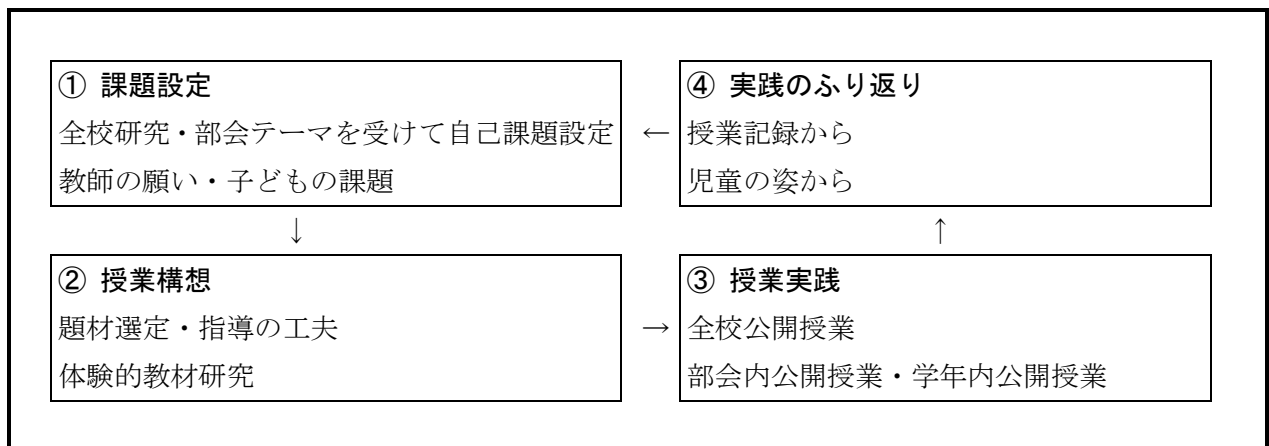 ① 課題設定
全校研究・部会テーマを受けて自己課題設定
教師の願い・子どもの課題
↓
② 授業構想
題材選定・指導の工夫
体験的教材研究
→
③ 授業実践
全校公開授業
部会内公開授業・学年内公開授業
↑
④ 実践のふり返り
授業記録から
児童の姿から
←